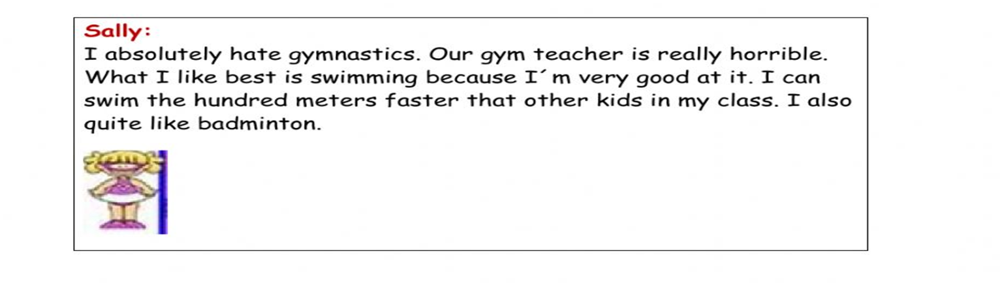 Sally:
I absolutely hate gymnastics. Our gym teacher is really horrible.
What I like best is swimming because I´m very good at it. I can
swim the hundred meters faster that other kids in my class. I also
quite like badminton.